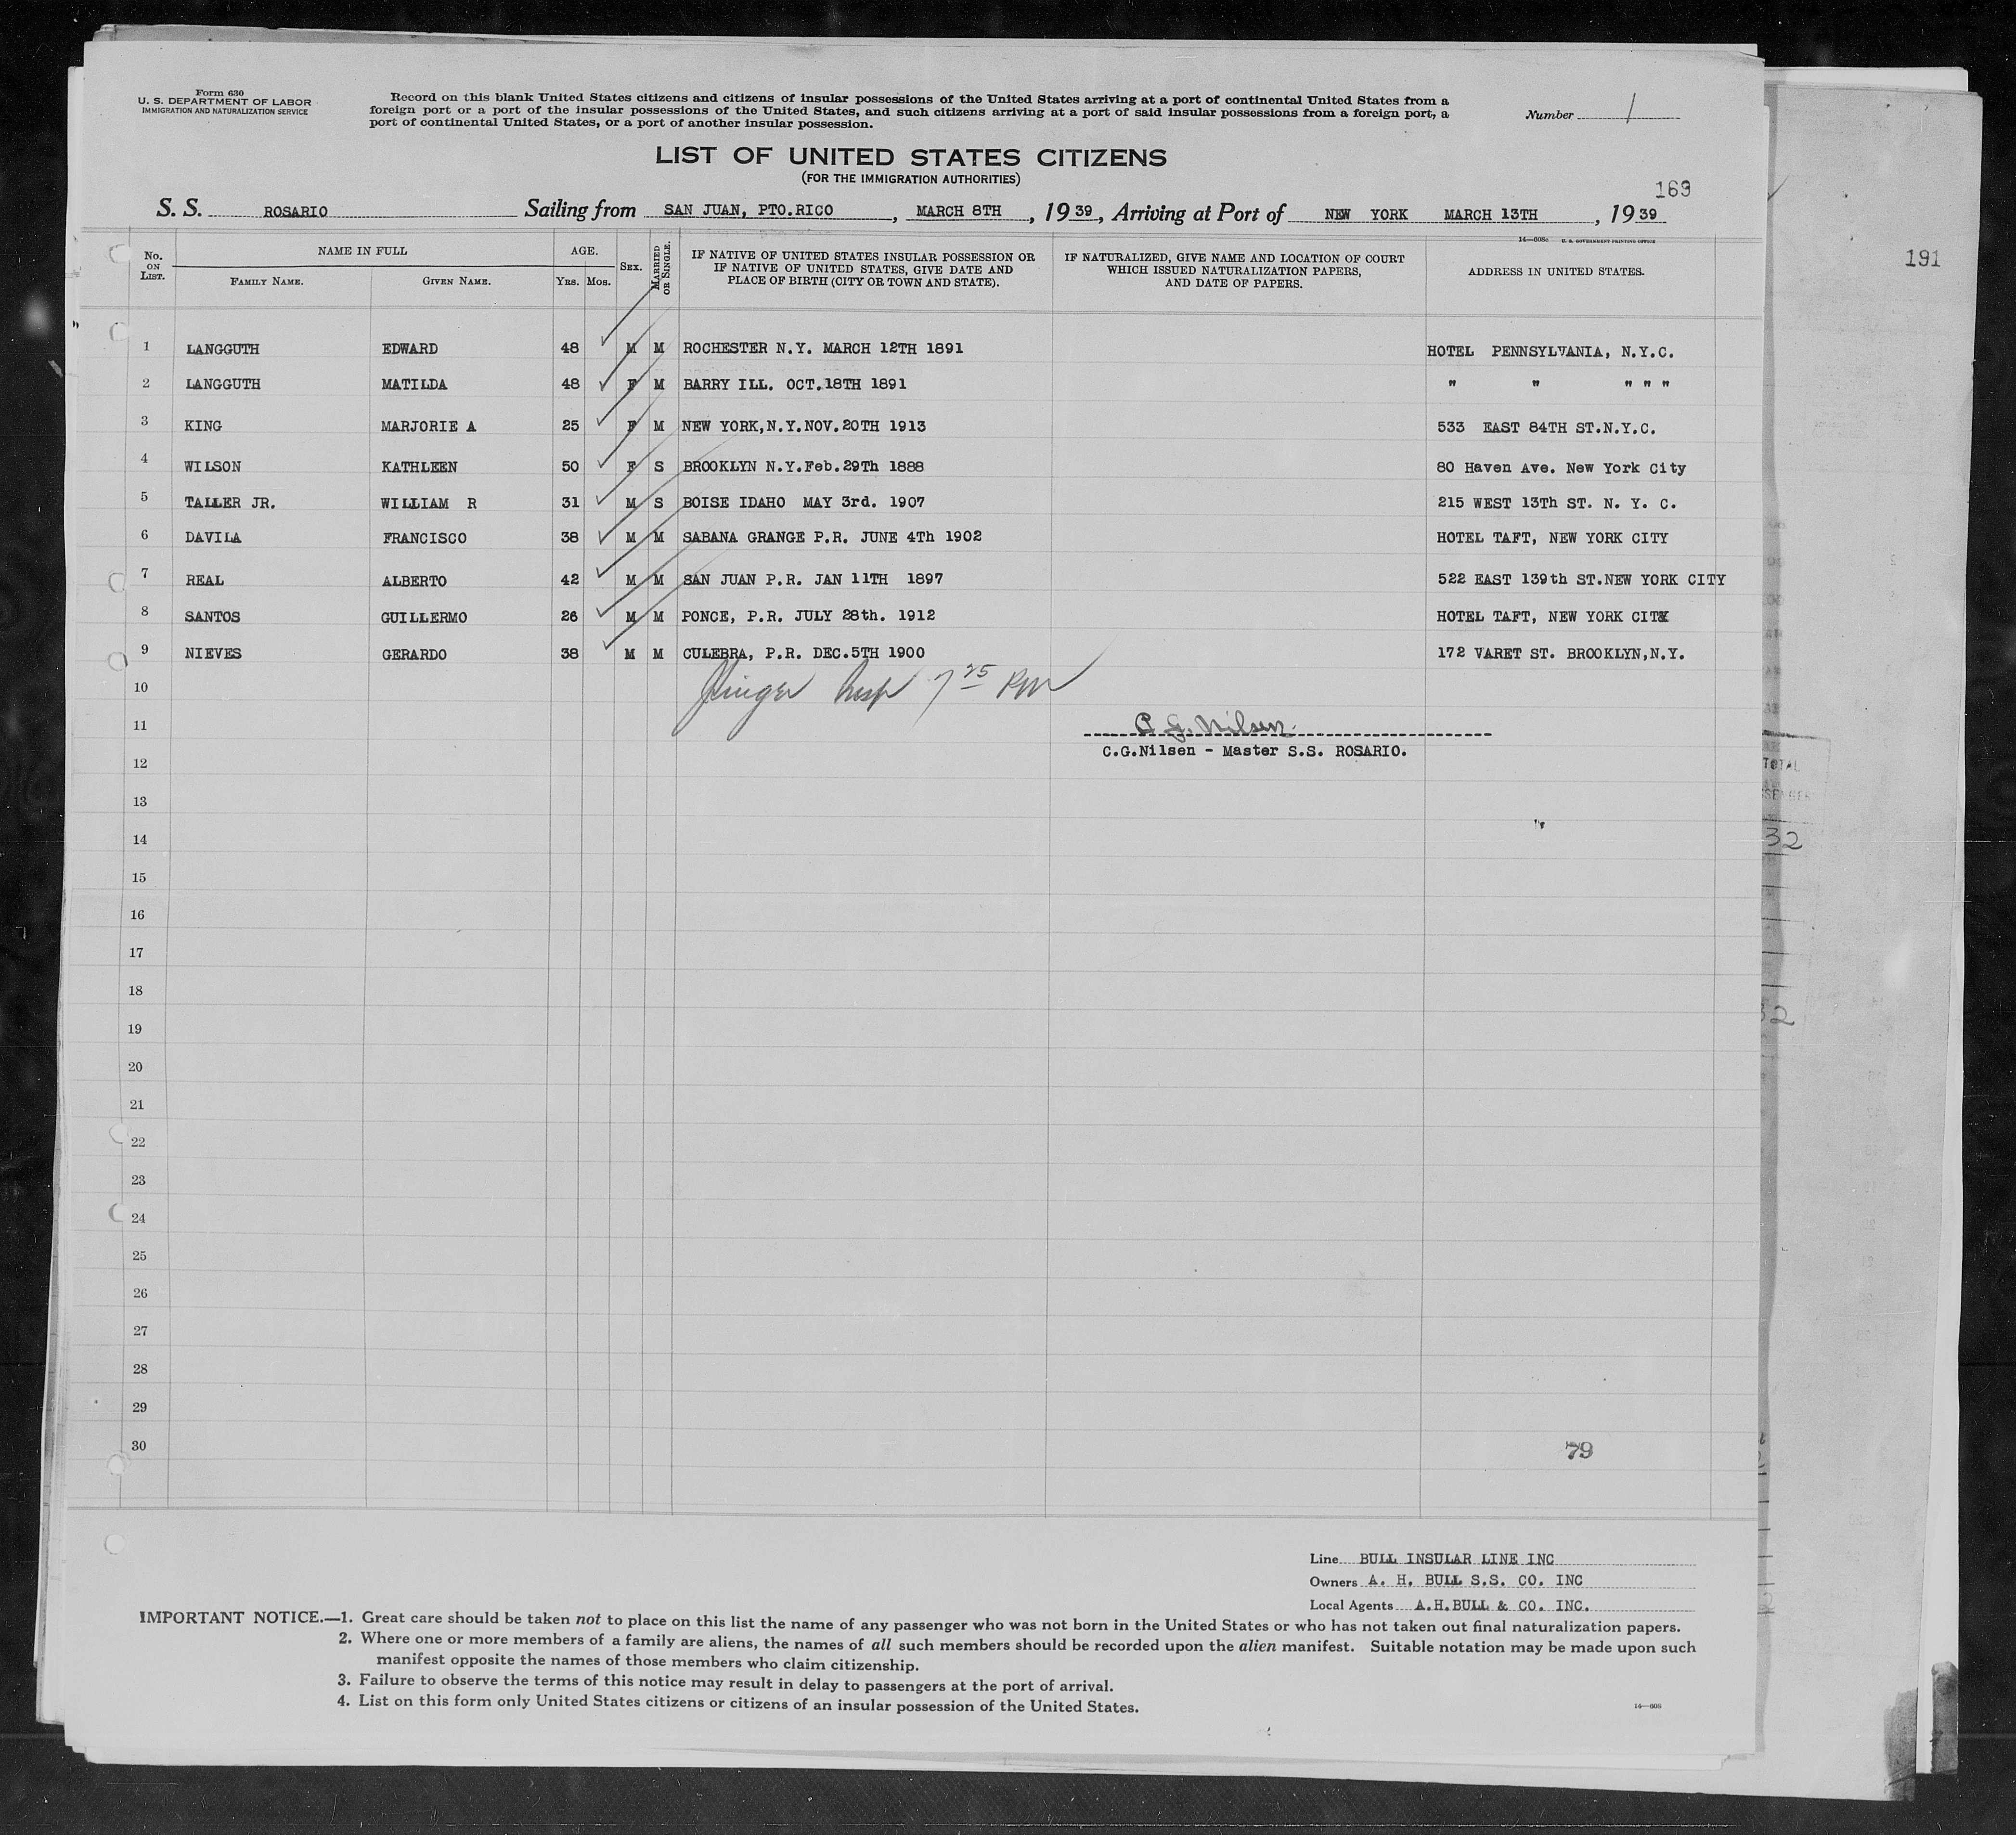 Form 630
U. S. DEPARTMENT OF LABOR
IMMIGRATION AND NATURALIZATION SERVICE
Record on this blank United States citizens and citizens of insular possessions of the United States arriving at a port of continental United States from a
foreign port or a port of the insular possessions of the United States, and such citizens arriving at a port of said insular possessions from a foreign port, a
port of continental United States, or a port of another insular possession.
Number 1
LIST OF UNITED STATES CITIZENS
(FOR THE IMMIGRATION AUTHORITIES)
169
S. S. ROSARIO Sailing from SAN JUAN, PTO.RICO, MARCH 8TH, 19 39, Arriving at Port of NEW YORK MARCH 13TH, 19 39
14—608a U. S. GOVERNMENT PRINTING OFFICE
191
No. ON LIST. NAME IN FULL AGE. SEX. MARRIED OR SINGLE. IF NATIVE OF UNITED STATES INSULAR POSSESSION OR IF NATIVE OF UNITED STATES, GIVE DATE AND PLACE OF BIRTH (CITY OR TOWN AND STATE). IF NATURALIZED, GIVE NAME AND LOCATION OF COURT WHICH ISSUED NATURALIZATION PAPERS, AND DATE OF PAPERS. ADDRESS IN UNITED STATES.
FAMILY NAME. GIVEN NAME. YRS. MOS.
1 LANGGUTH EDWARD 48 ✓ M M ROCHESTER N.Y. MARCH 12TH 1891 HOTEL PENNSYLVANIA, N.Y.C.
2 LANGGUTH MATILDA 48 ✓ F M BARRY ILL. OCT.18TH 1891 " " " " "
3 KING MARJORIE A 25 ✓ F M NEW YORK,N.Y.NOV.20TH 1913 533 EAST 84TH ST.N.Y.C.
4 WILSON KATHLEEN 50 ✓ F S BROOKLYN N.Y.Feb.29Th 1888 80 Haven Ave. New York City
5 TALLER JR. WILLIAM R 31 ✓ M S BOISE IDAHO MAY 3rd. 1907 215 WEST 13Th ST. N. Y. C.
6 DAVILA FRANCISCO 38 ✓ M M SABANA GRANGE P.R. JUNE 4Th 1902 HOTEL TAFT, NEW YORK CITY
7 REAL ALBERTO 42 ✓ M M SAN JUAN P.R. JAN 11TH 1897 522 EAST 139th ST.NEW YORK CITY
8 SANTOS GUILLERMO 26 ✓ M M PONCE, P.R. JULY 28th. 1912 HOTEL TAFT, NEW YORK CITY
9 NIEVES GERARDO 38 ✓ M M CULEBRA, P.R. DEC.5TH 1900 172 VARET ST. BROOKLYN,N.Y.
10 Insp 7 25 PM
11 C. G. Nilsen
C.G.Nilsen - Master S.S. ROSARIO.
12
TOTAL
13
14
32
15
16
17
18
19
32
20
21
22
23
24
25
26
27
28
29
30 79
Line BULL INSULAR LINE INC
Owners A. H. BULL S.S. CO. INC
Local Agents A.H.BULL & CO. INC.
IMPORTANT NOTICE.—1. Great care should be taken not to place on this list the name of any passenger who was not born in the United States or who has not taken out final naturalization papers.
2. Where one or more members of a family are aliens, the names of all such members should be recorded upon the alien manifest. Suitable notation may be made upon such
manifest opposite the names of those members who claim citizenship.
3. Failure to observe the terms of this notice may result in delay to passengers at the port of arrival.
4. List on this form only United States citizens or citizens of an insular possession of the United States.
14—608